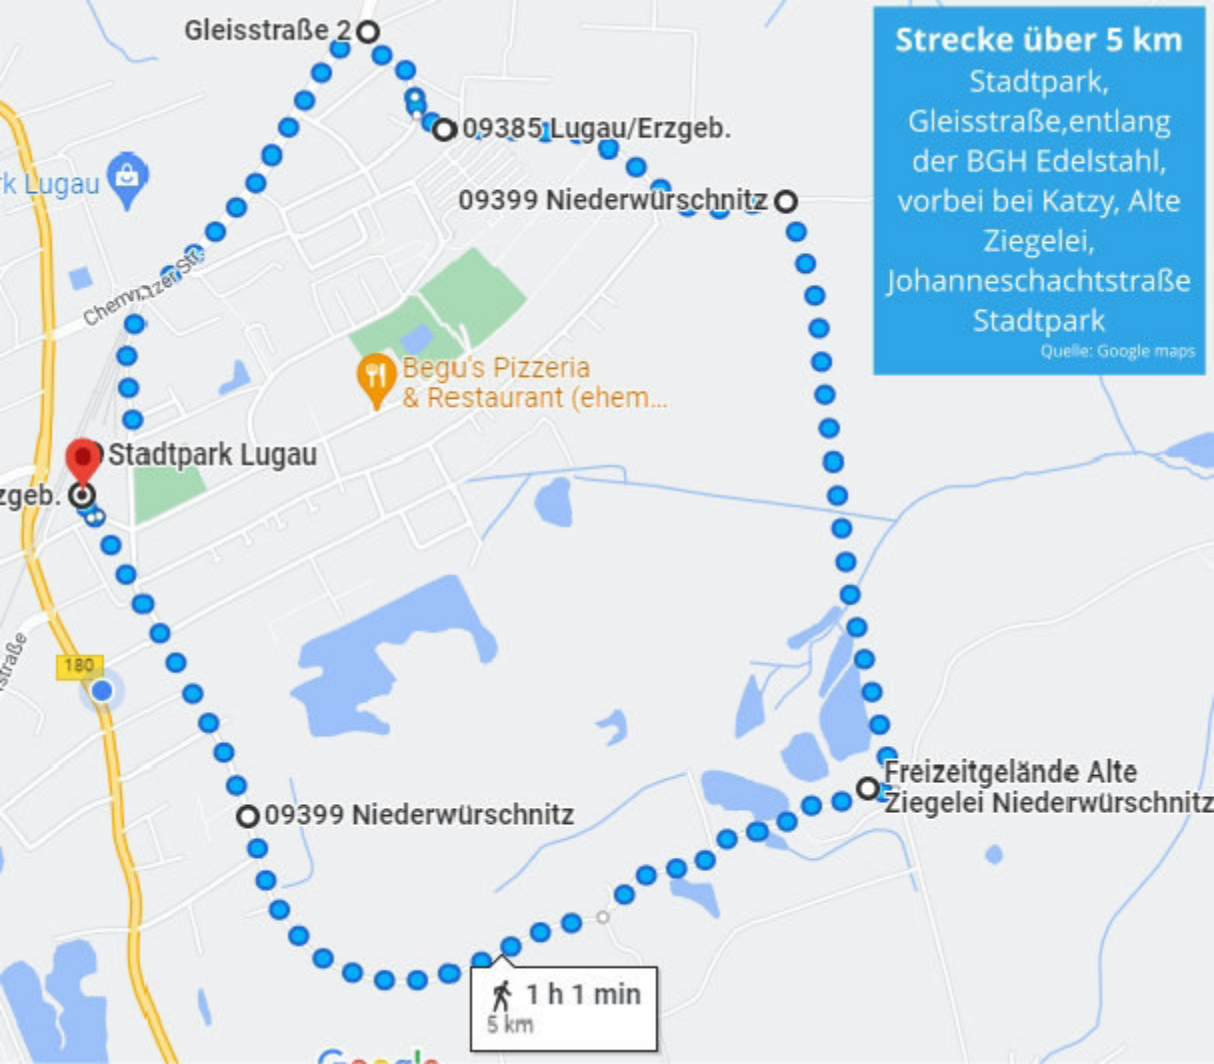 Gleisstraße 2
09385 Lugau/Erzgeb.
rk Lugau
09399 Niederwürschnitz
Chemnitzer Str.
Begu's Pizzeria
& Restaurant (ehem...
Stadtpark Lugau
zgeb.
straße
180
09399 Niederwürschnitz
Freizeitgelände Alte
Ziegelei Niederwürschnitz
1 h 1 min
5 km
Google
Strecke über 5 km
Stadtpark,
Gleisstraße,entlang
der BGH Edelstahl,
vorbei bei Katzy, Alte
Ziegelei,
Johanneschachtstraße
Stadtpark
Quelle: Google maps